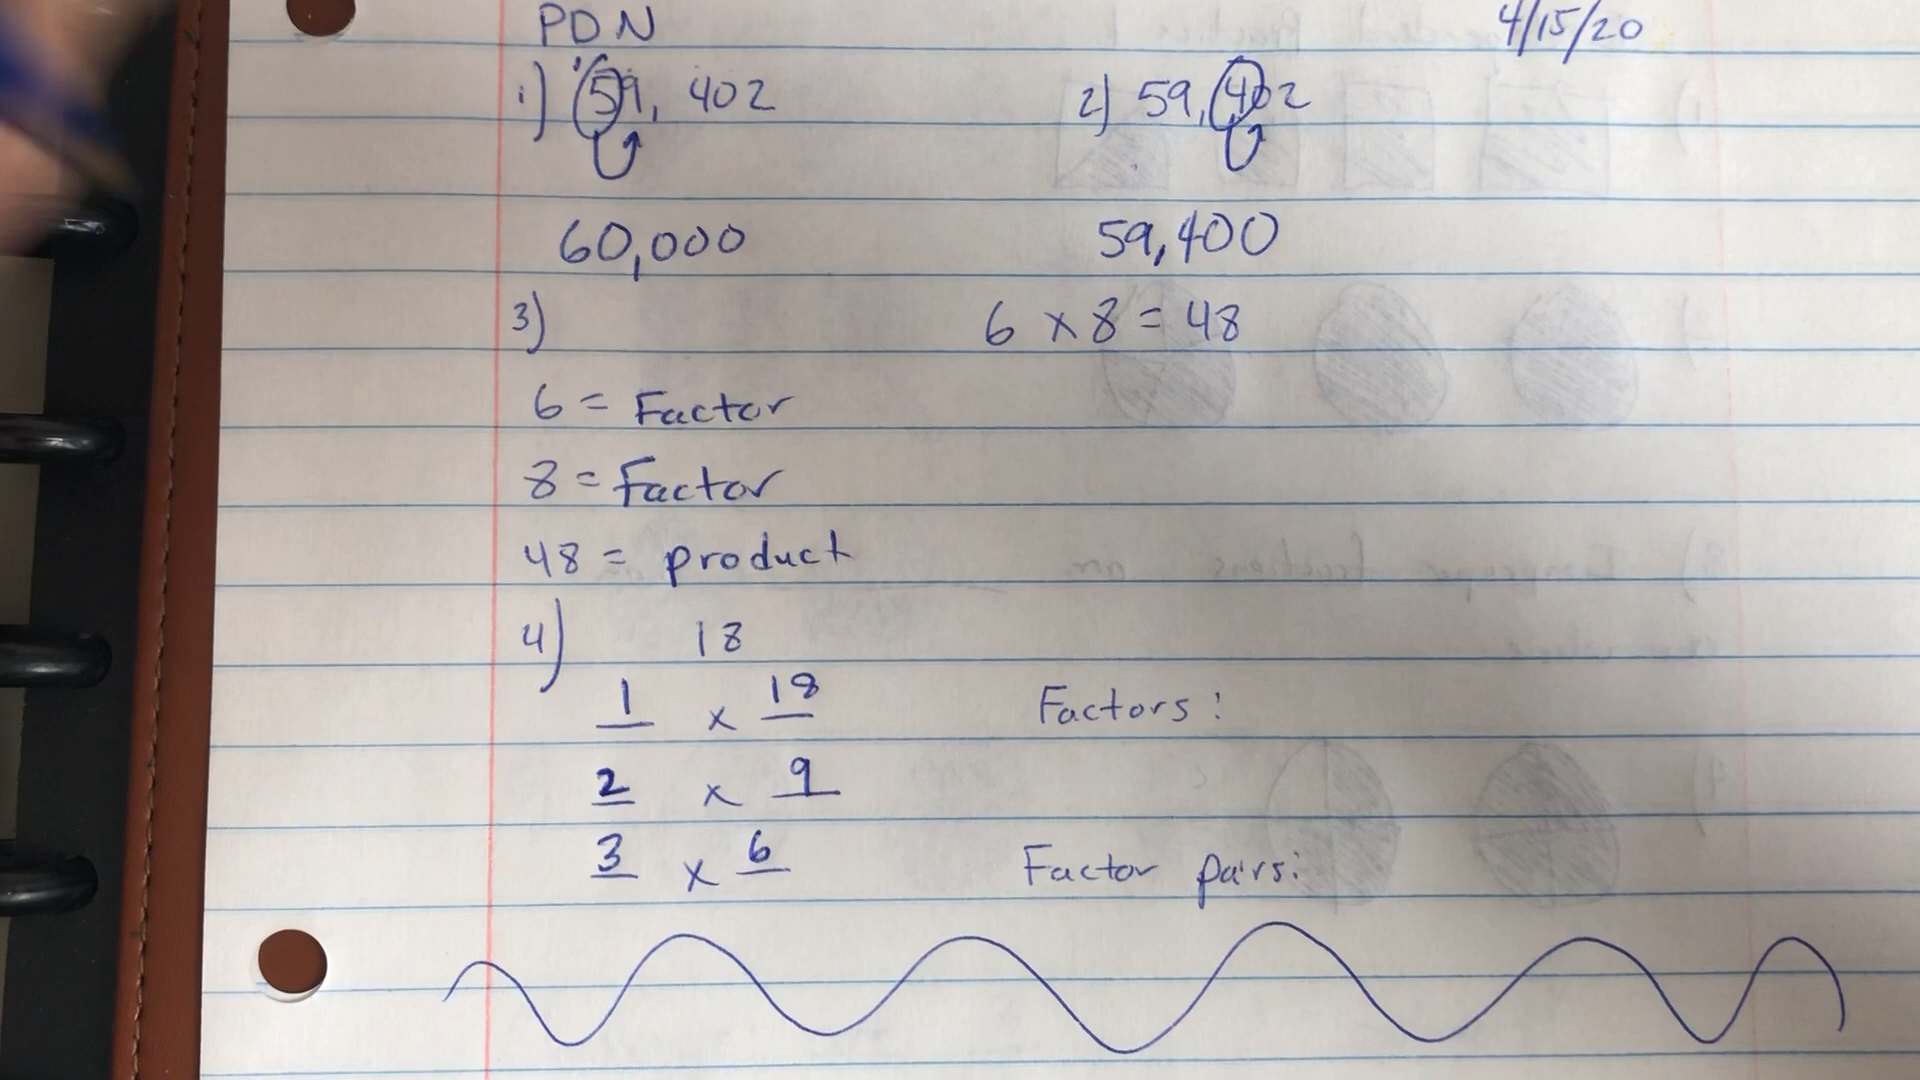 PDN 4/15/20
1) 59, 402 2) 59,402
60,000 59,400
3) 6 x 8 = 48
6 = Factor
8 = Factor
48 = product
4) 18
1 x 18 Factors:
2 x 9
3 x 6 Factor pairs: